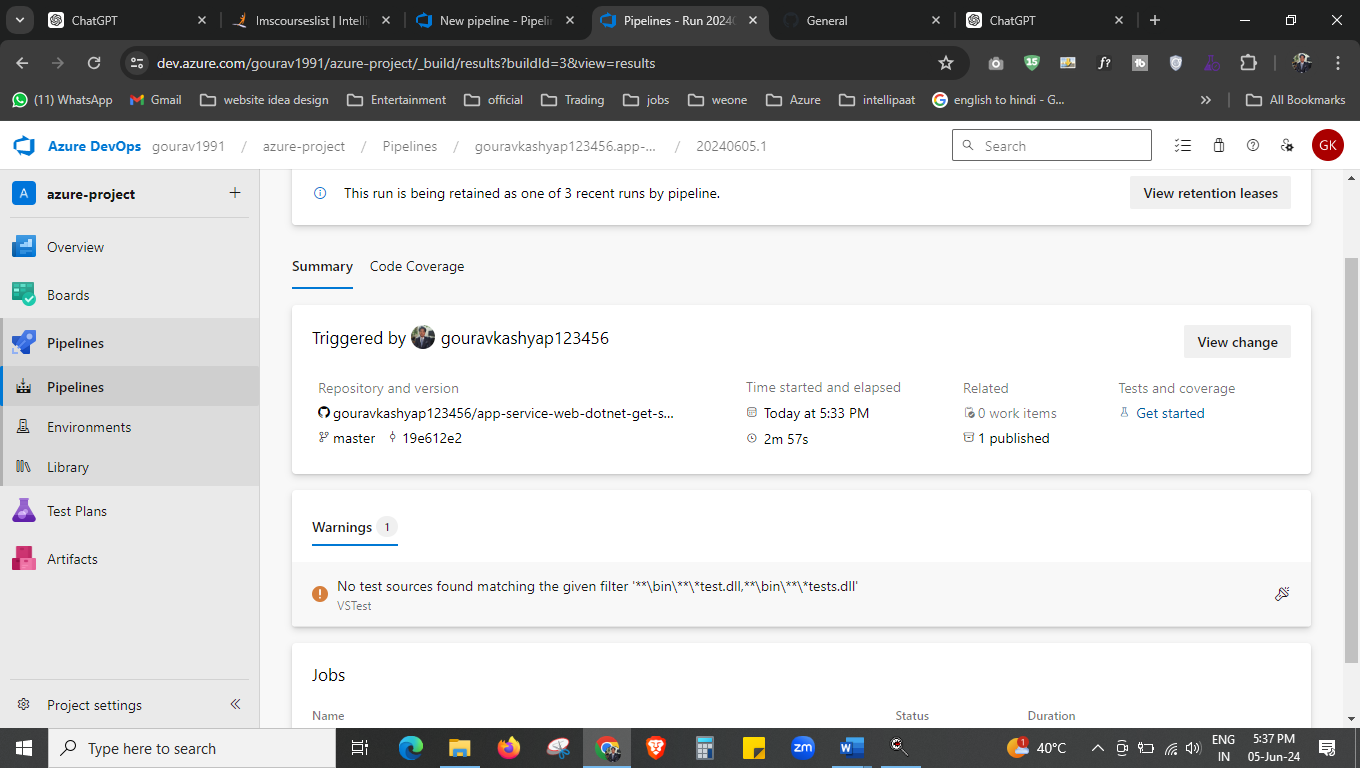 ChatGPT
lmscourseslist | Intelli
New pipeline - Pipelin
Pipelines - Run 20240
General
ChatGPT
dev.azure.com/gourav1991/azure-project/_build/results?buildId=3&view=results
15
f?
(11) WhatsApp
Gmail
website idea design
Entertainment
official
Trading
jobs
weone
Azure
intellipaat
english to hindi - G...
All Bookmarks
Azure DevOps
gourav1991 / azure-project / Pipelines / gouravkashyap123456.app-... / 20240605.1
Search
GK
A
azure-project
Overview
Boards
Pipelines
Pipelines
Environments
Library
Test Plans
Artifacts
Project settings
This run is being retained as one of 3 recent runs by pipeline.
View retention leases
Summary
Code Coverage
Triggered by gouravkashyap123456
View change
Repository and version
gouravkashyap123456/app-service-web-dotnet-get-s...
master 19e612e2
Time started and elapsed
Today at 5:33 PM
2m 57s
Related
0 work items
1 published
Tests and coverage
Get started
Warnings 1
No test sources found matching the given filter '**\bin\**\*test.dll,**\bin\**\*tests.dll'
VSTest
Jobs
Name
Status
Duration
Type here to search
zm
1
40°C
ENG
IN
5:37 PM
05-Jun-24